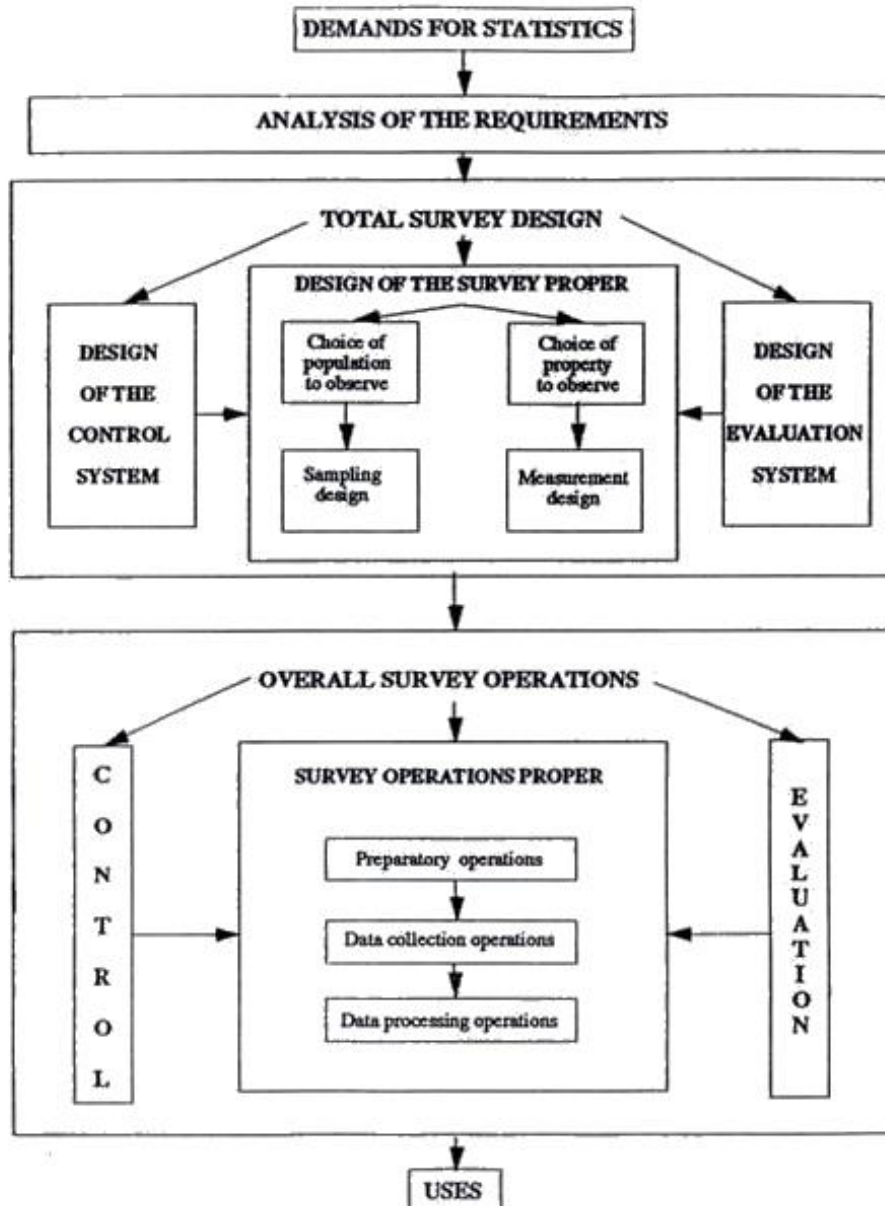 DEMANDS FOR STATISTICS
ANALYSIS OF THE REQUIREMENTS
TOTAL SURVEY DESIGN
DESIGN
OF THE
CONTROL
SYSTEM
DESIGN OF THE SURVEY PROPER
Choice of
population
to observe
Choice of
property
to observe
Sampling
design
Measurement
design
DESIGN
OF THE
EVALUATION
SYSTEM
OVERALL SURVEY OPERATIONS
CONTROL
SURVEY OPERATIONS PROPER
Preparatory operations
Data collection operations
Data processing operations
EVALUATION
USES